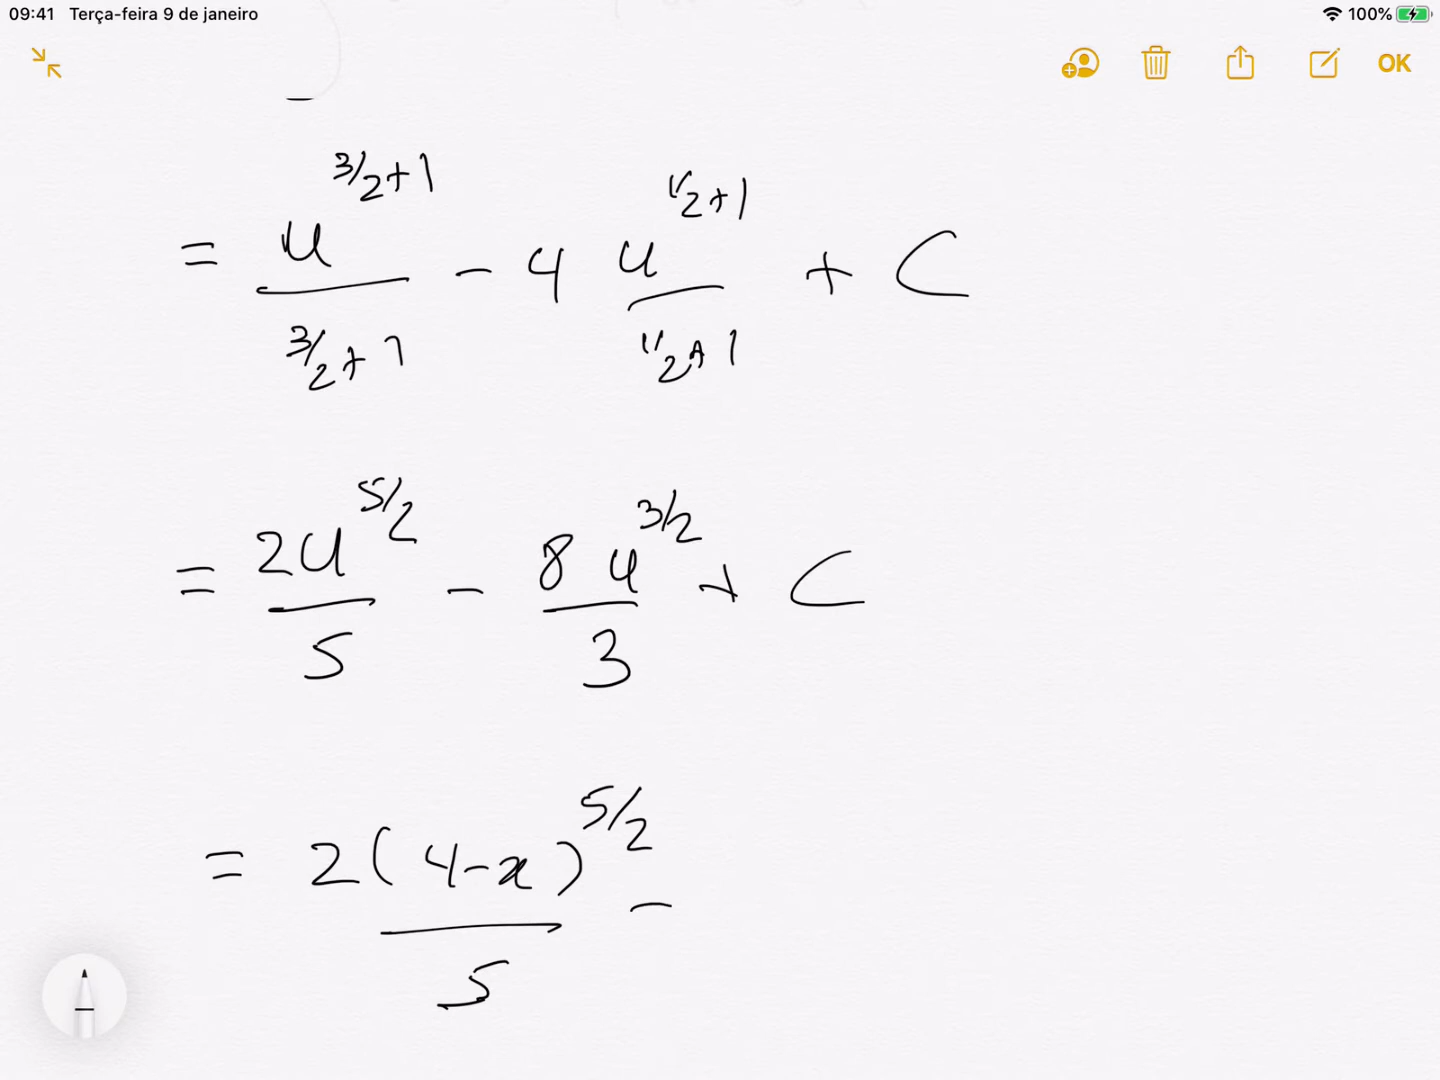 09:41 Terça-feira 9 de janeiro 100%
OK
= u^(3/2+1)/(3/2+1) - 4 u^(1/2+1)/(1/2+1) + C
= 2u^(5/2)/5 - 8u^(3/2)/3 + C
= 2(4-x)^(5/2)/5 -